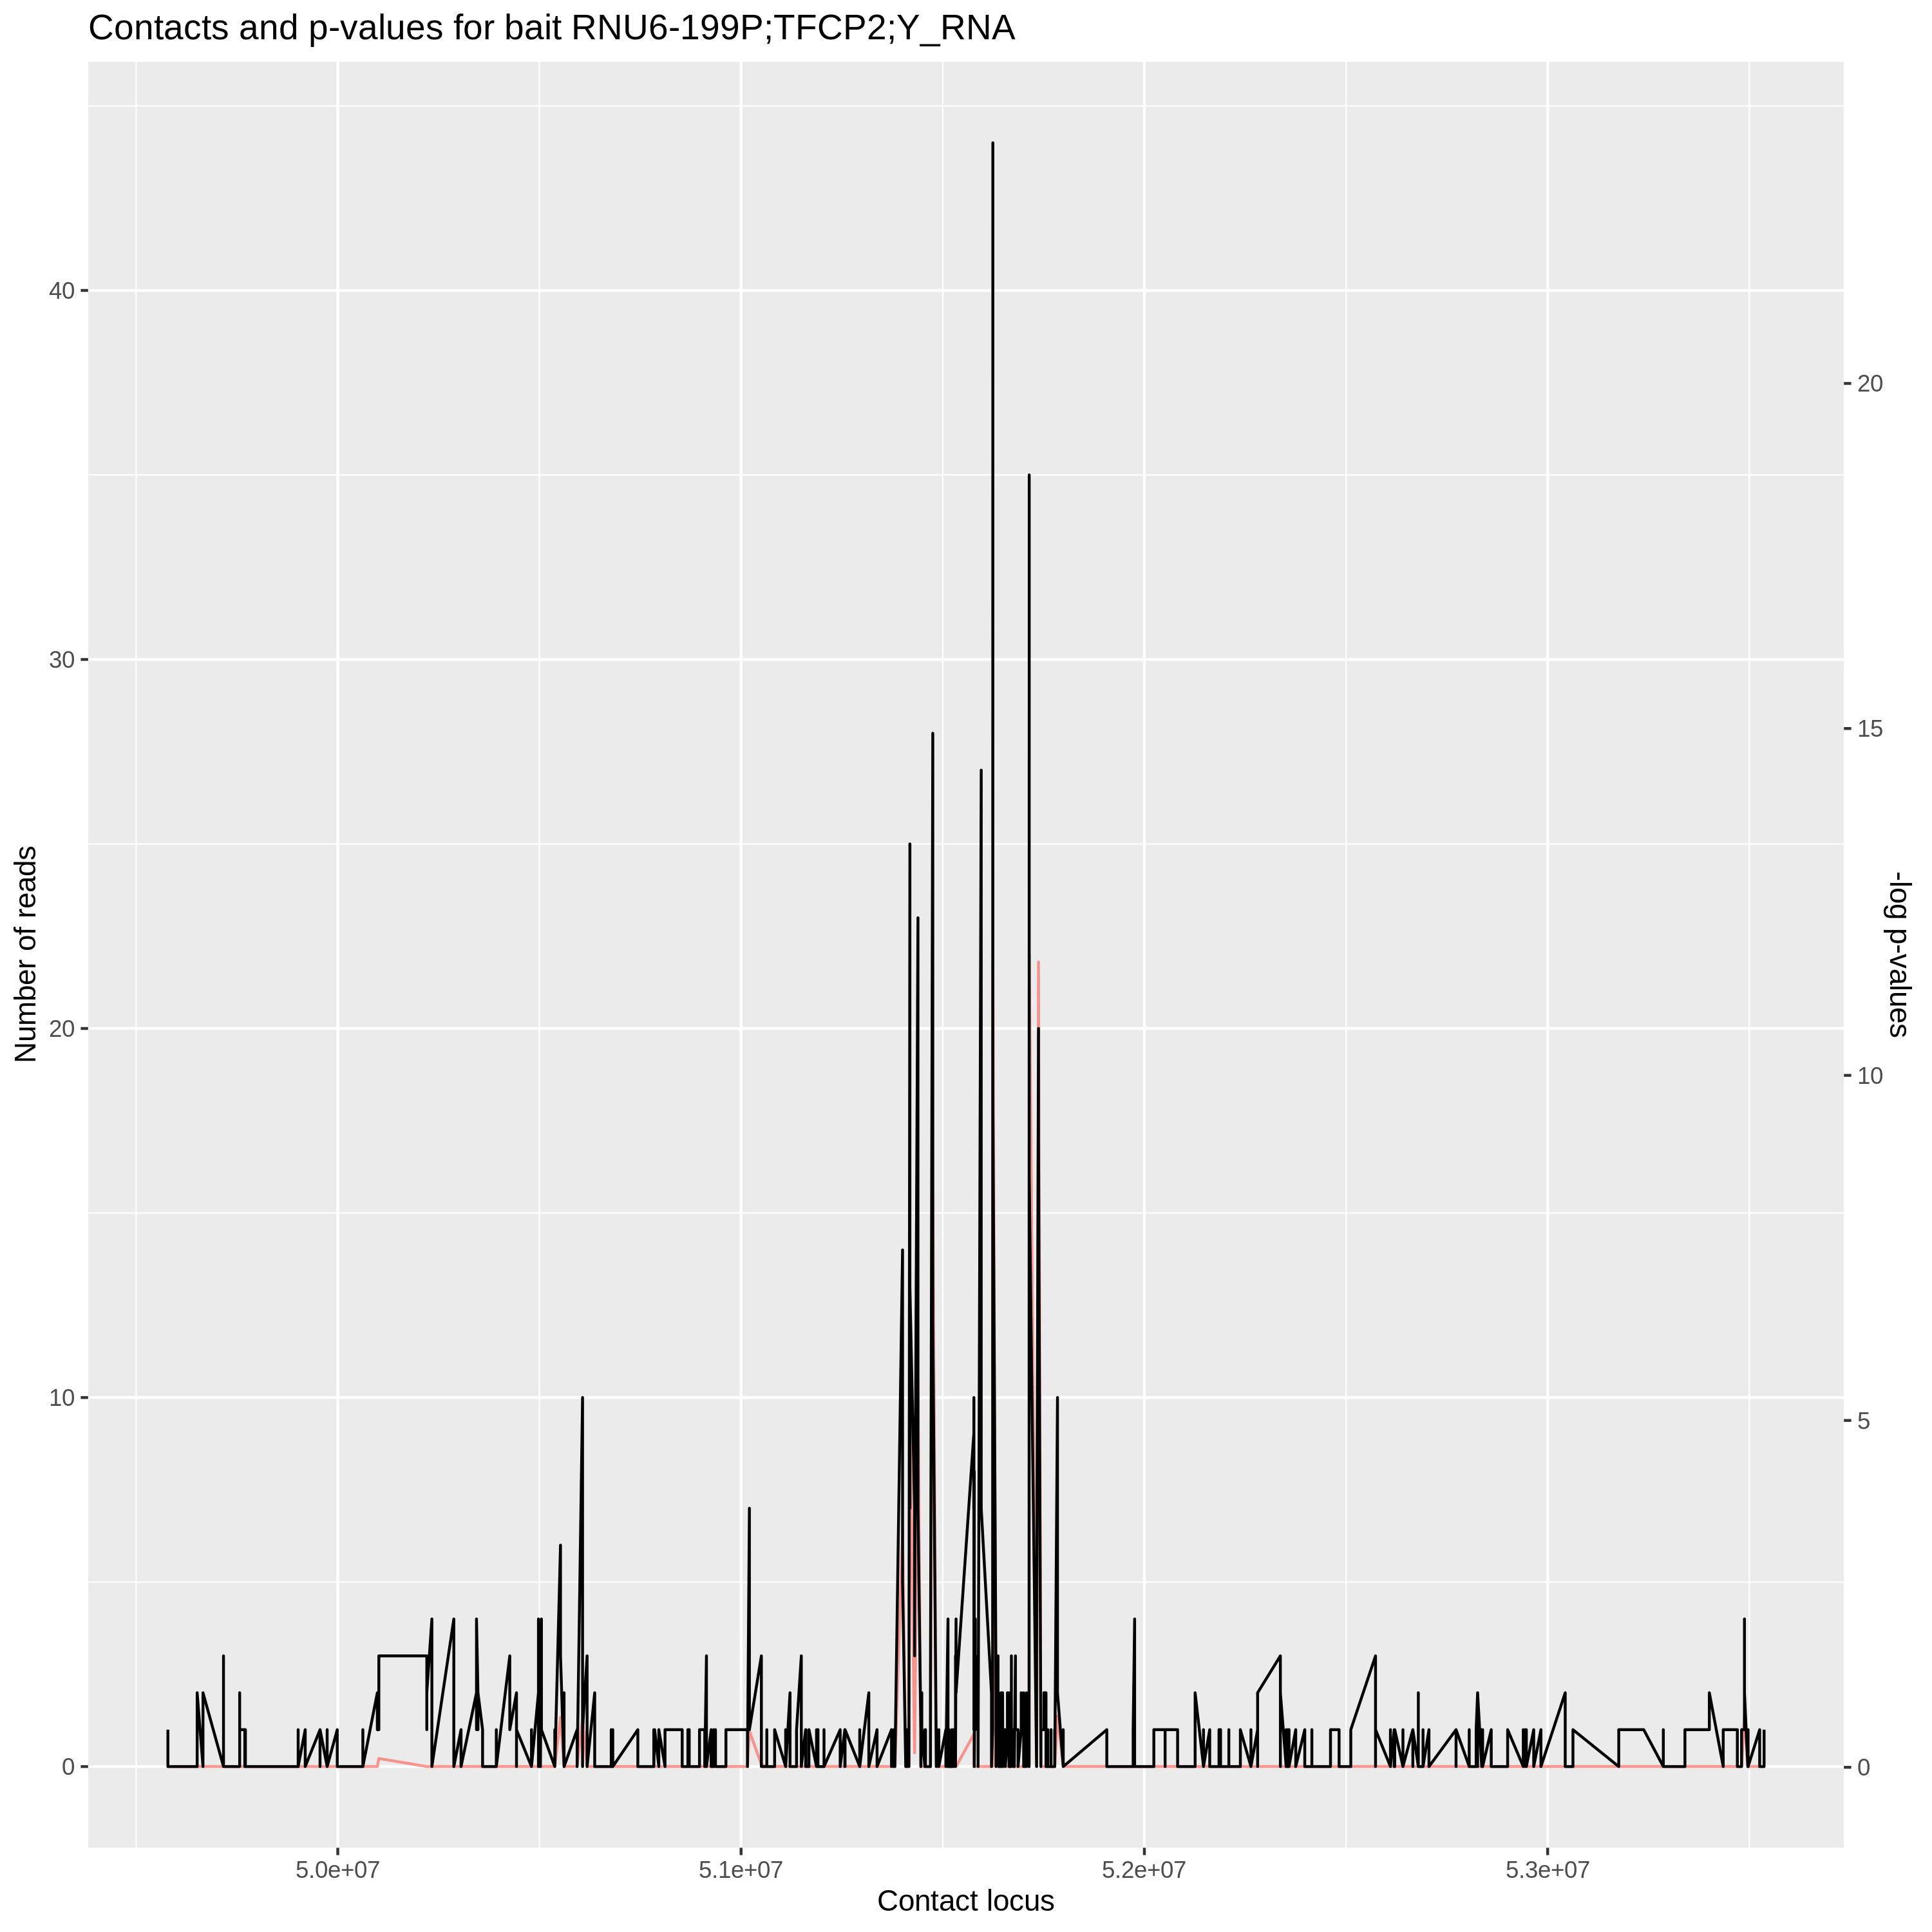 Contacts and p-values for bait RNU6-199P;TFCP2;Y_RNA
40
30
20
10
0
Number of reads
20
15
10
5
0
-log p-values
5.0e+07
5.1e+07
5.2e+07
5.3e+07
Contact locus